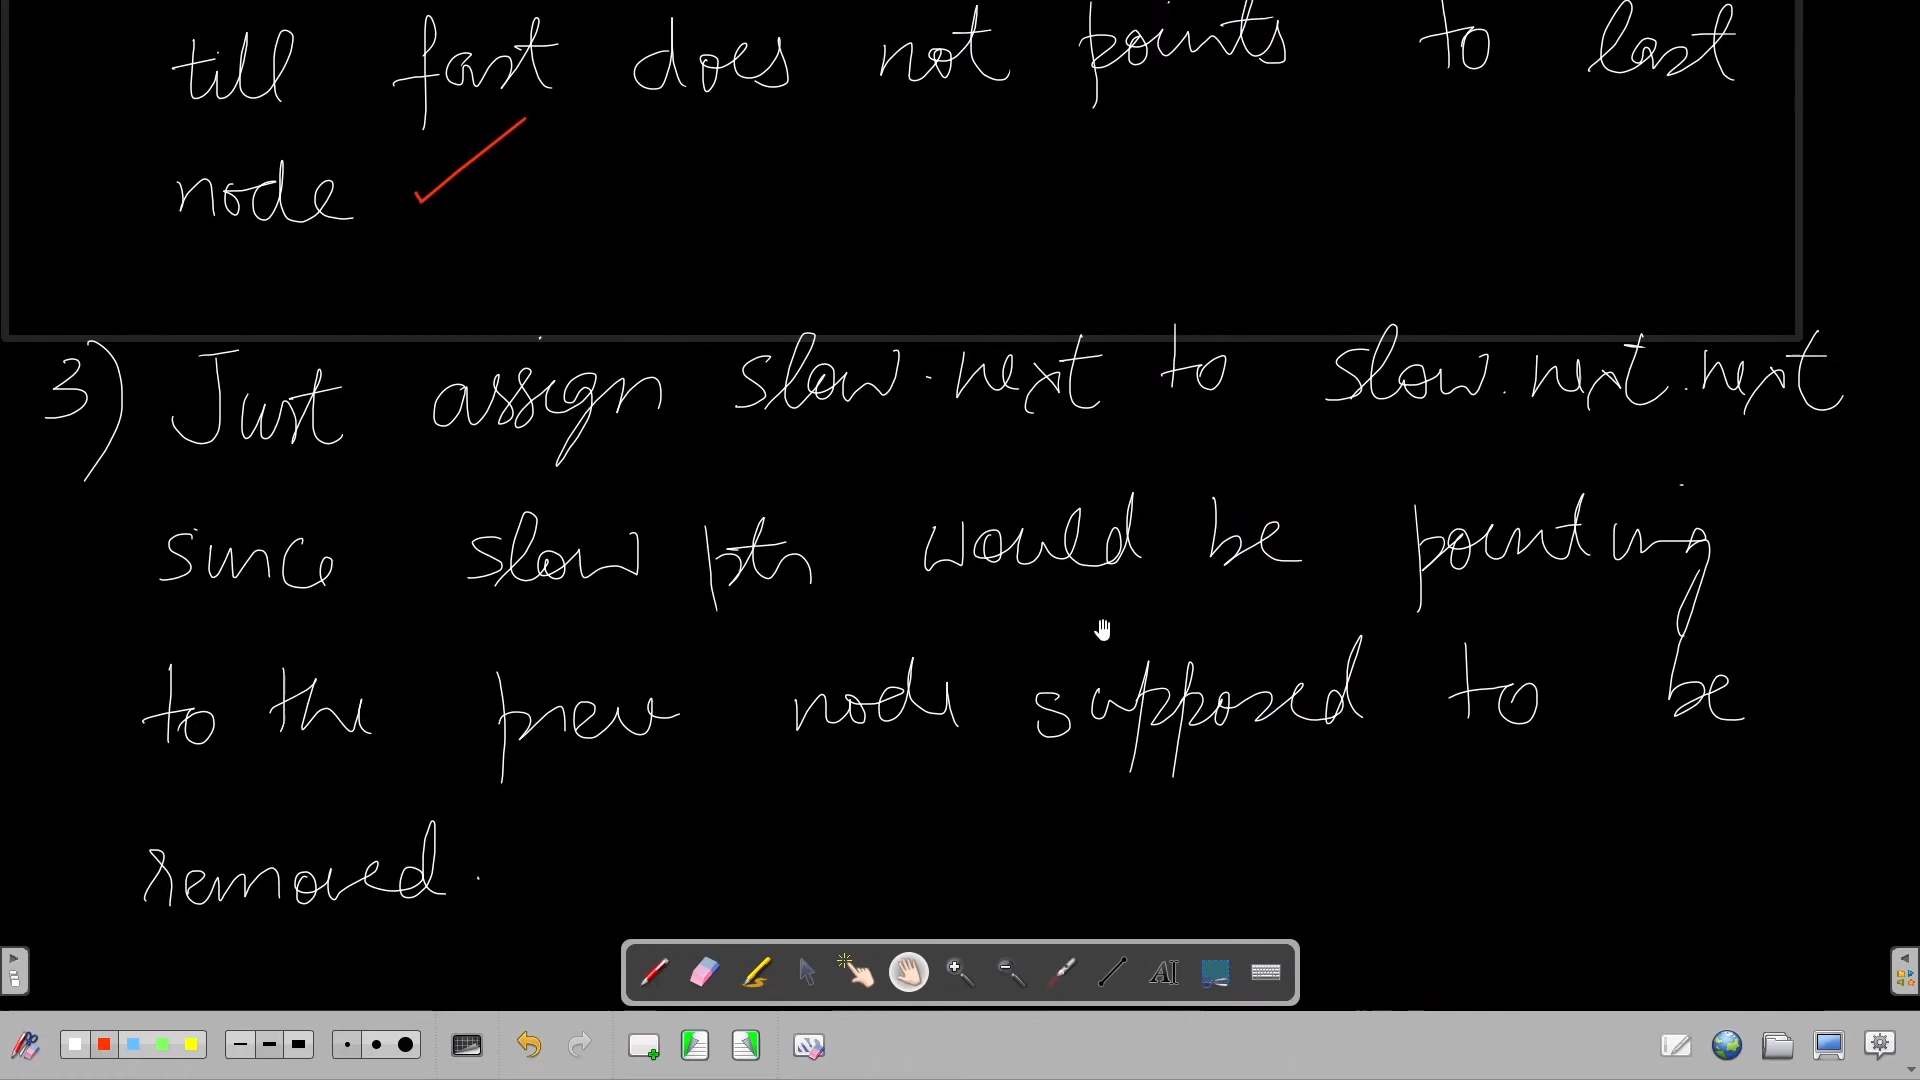 till fast does not points to last
node
3) Just assign slow.next to slow.next.next
since slow ptr would be pointing
to the prev node supposed to be
removed.
AI